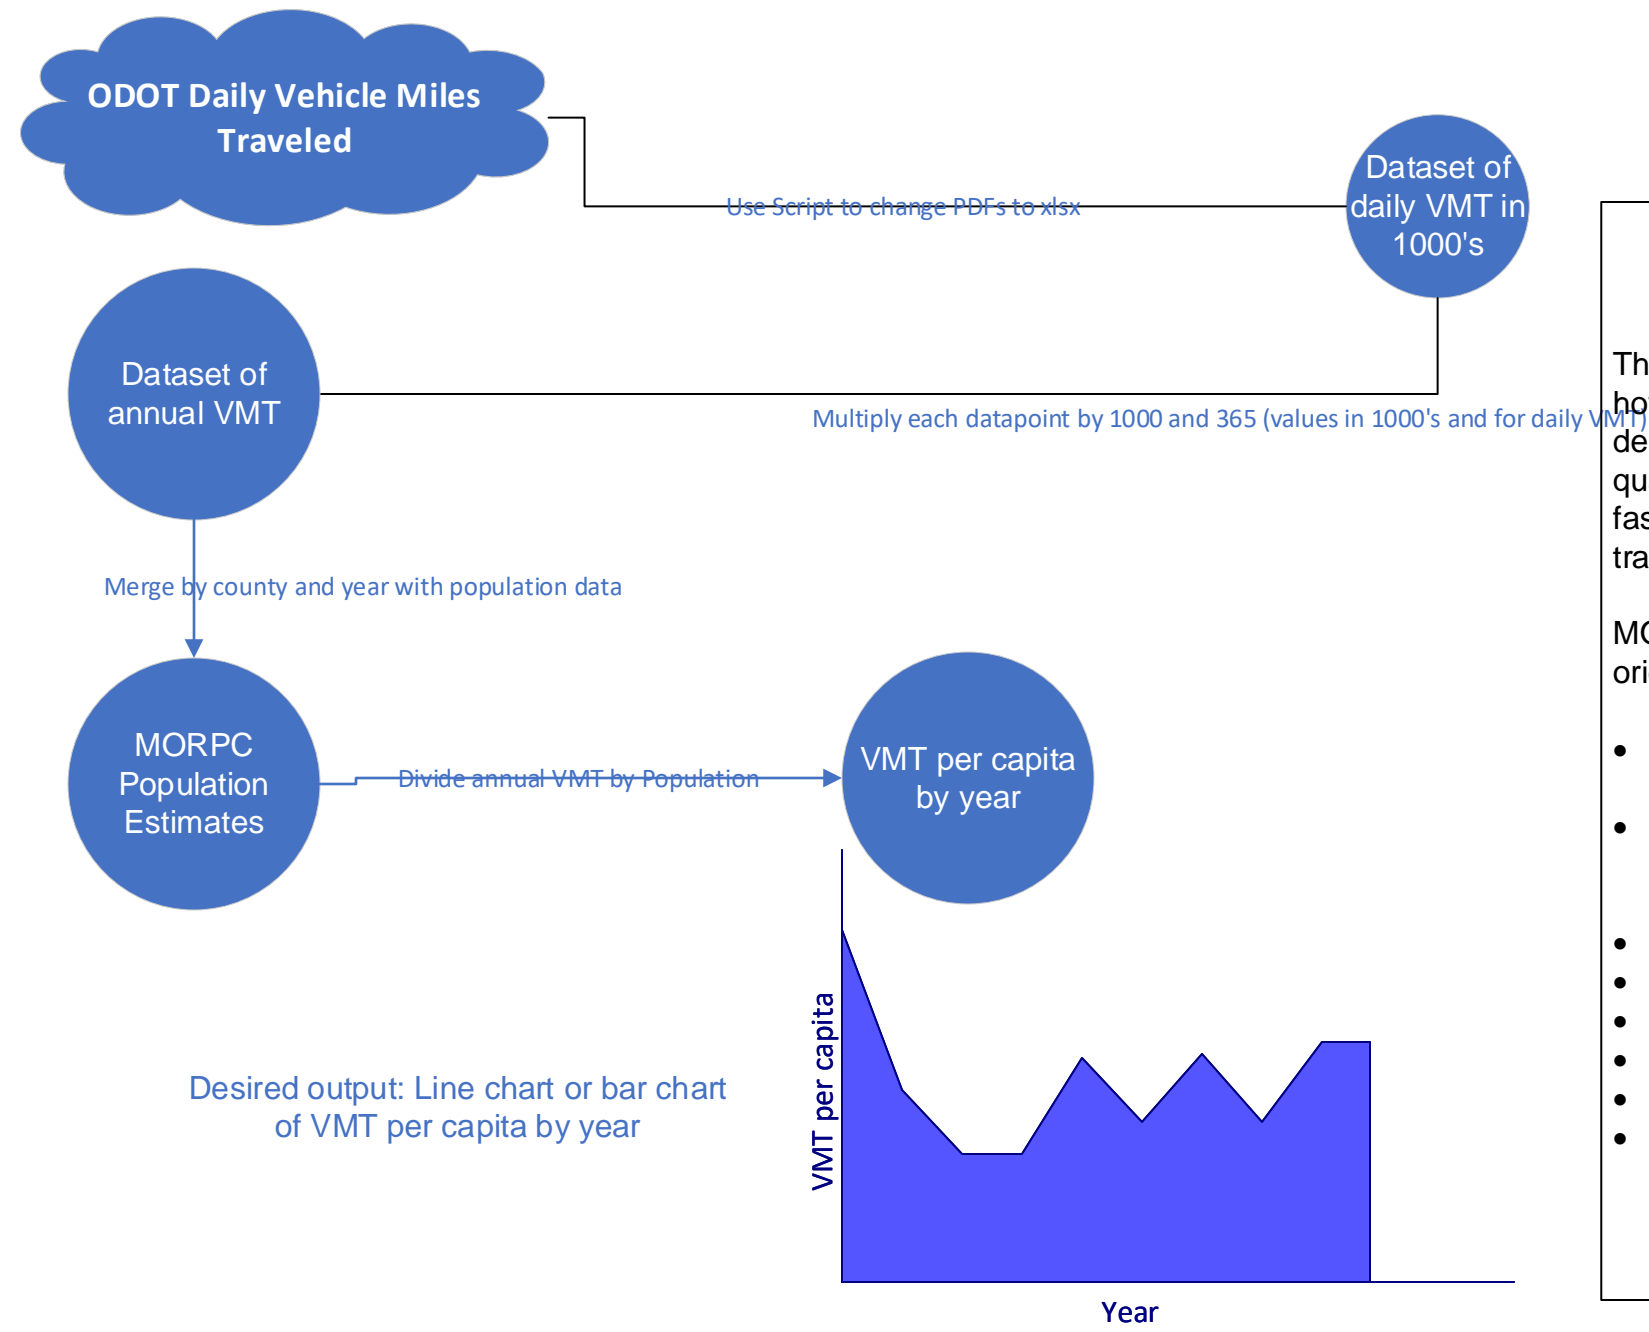 ODOT Daily Vehicle Miles
Traveled
Use Script to change PDFs to xlsx
Dataset of
daily VMT in
1000's
Dataset of
annual VMT
Multiply each datapoint by 1000 and 365 (values in 1000's and for daily VMT)
Merge by county and year with population data
MORPC
Population
Estimates
Divide annual VMT by Population
VMT per capita
by year
Desired output: Line chart or bar chart
of VMT per capita by year
VMT per capita
Year